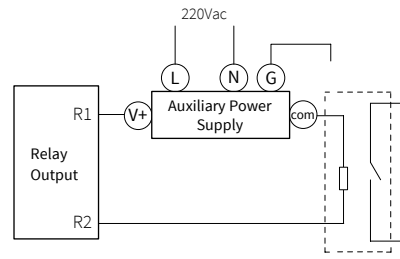 220Vac
L
N
G
R1
V+
Auxiliary Power
Supply
com
Relay
Output
R2